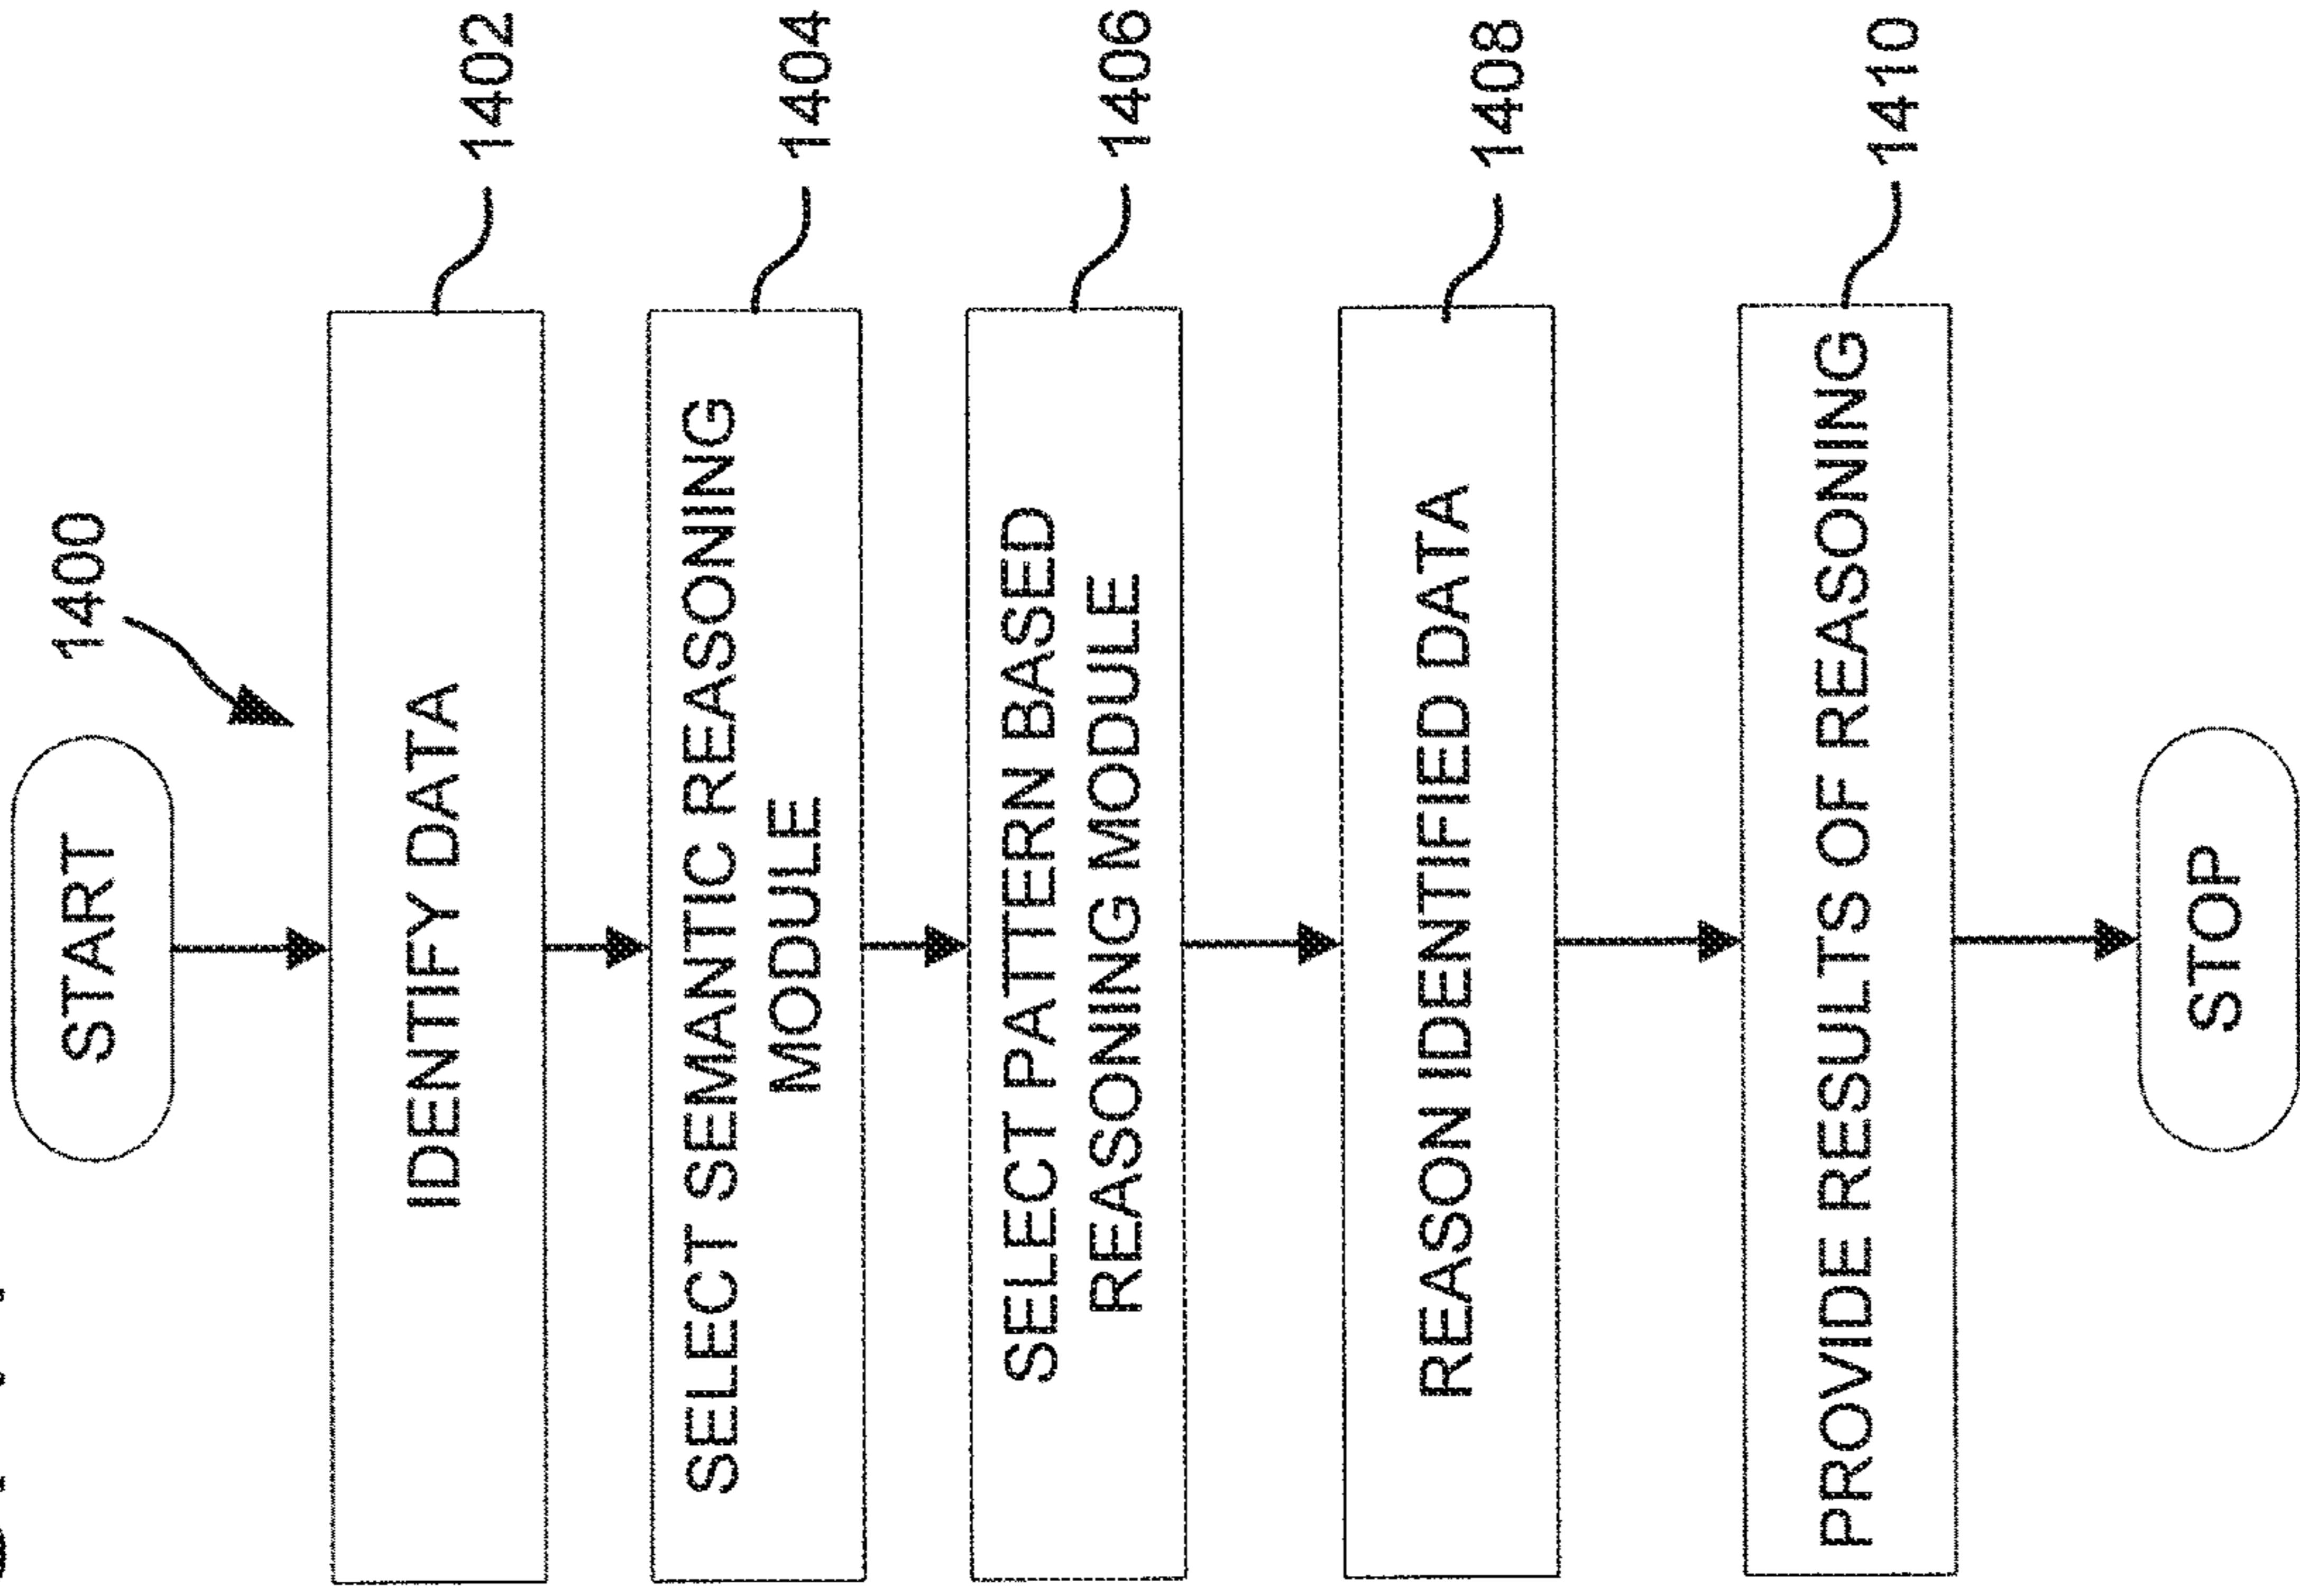 1400
START
IDENTIFY DATA
1402
SELECT SEMANTIC REASONING
MODULE
1404
SELECT PATTERN BASED
REASONING MODULE
1406
REASON IDENTIFIED DATA
1408
PROVIDE RESULTS OF REASONING
1410
STOP